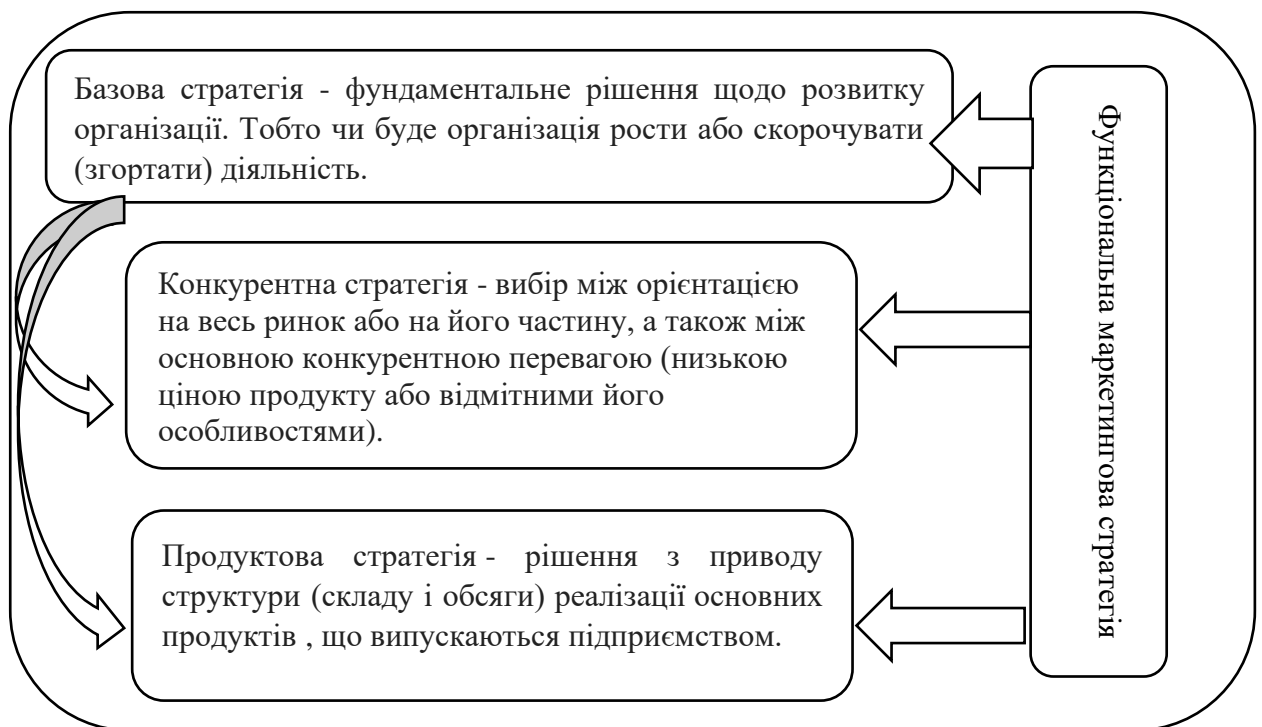 Базова стратегія - фундаментальне рішення щодо розвитку
організації. Тобто чи буде організація рости або скорочувати
(згортати) діяльність.
Конкурентна стратегія - вибір між орієнтацією
на весь ринок або на його частину, а також між
основною конкурентною перевагою (низькою
ціною продукту або відмітними його
особливостями).
Продуктова стратегія - рішення з приводу
структури (складу і обсяги) реалізації основних
продуктів , що випускаються підприємством.
Функціональна маркетингова стратегія